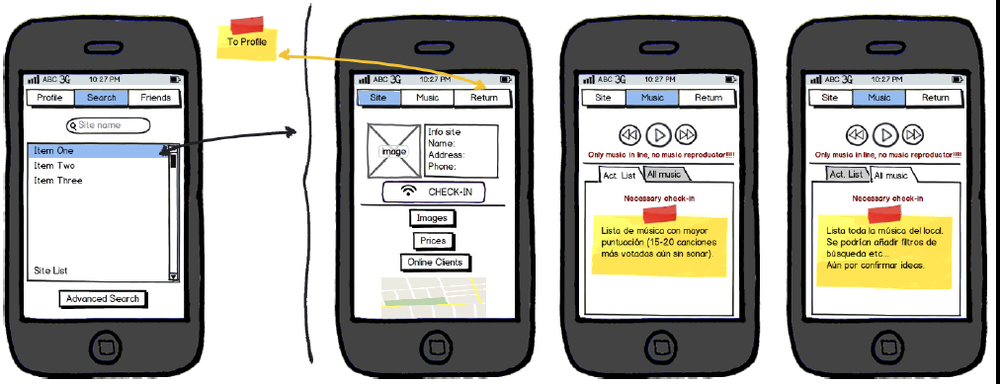 To Profile
ABC 3G 10:27 PM
Profile Search Friends
Site name
Item One
Item Two
Item Three
Site List
Advanced Search
ABC 3G 10:27 PM
Site Music Return
image
Info site
Name:
Address:
Phone:
CHECK-IN
Images
Prices
Online Clients
ABC 3G 10:27 PM
Site Music Return
Only music in line, no music reproductor!!!!
Act. List All music
Necessary check-in
Lista de música con mayor
puntuación (15-20 canciones
más votadas aún sin sonar).
ABC 3G 10:27 PM
Site Music Return
Only music in line, no music reproductor!!!!
Act. List All music
Necessary check-in
Lista toda la música del local.
Se podrían añadir filtros de
búsqueda etc...
Aún por confirmar ideas.